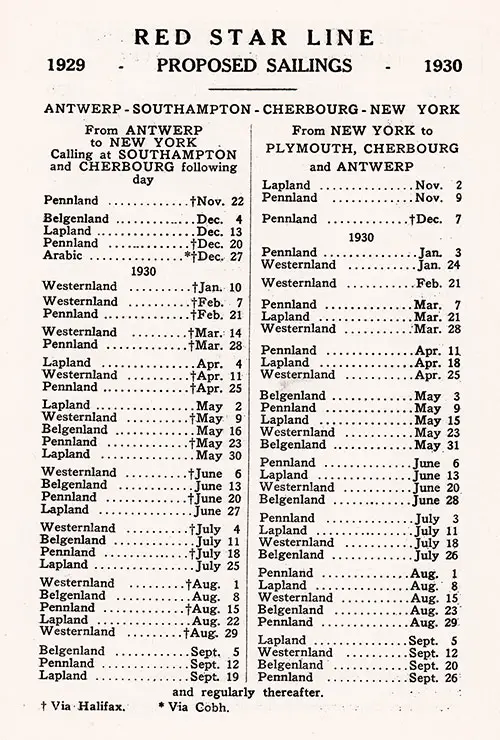 RED STAR LINE
1929 - PROPOSED SAILINGS - 1930
ANTWERP - SOUTHAMPTON - CHERBOURG - NEW YORK
From ANTWERP
to NEW YORK
Calling at SOUTHAMPTON
and CHERBOURG following
day
Pennland ................†Nov. 22
Belgenland ............Dec. 4
Lapland ...............Dec. 13
Pennland ..............†Dec. 20
Arabic ................*†Dec. 27
1930
Westernland .........†Jan. 10
Westernland .........†Feb. 7
Pennland ............†Feb. 21
Westernland .........†Mar. 14
Pennland ............†Mar. 28
Lapland ..............Apr. 4
Westernland .........†Apr. 11
Pennland ............†Apr. 25
Lapland ..............May 2
Westernland .........†May 9
Belgenland ...........May 16
Pennland ............†May 23
Lapland ..............May 30
Westernland .........†June 6
Belgenland ...........June 13
Pennland ............†June 20
Lapland ..............June 27
Westernland .........†July 4
Belgenland ...........July 11
Pennland ............†July 18
Lapland ..............July 25
Westernland .........†Aug. 1
Belgenland ...........Aug. 8
Pennland ............†Aug. 15
Lapland ..............Aug. 22
Westernland .........†Aug. 29
Belgenland ...........Sept. 5
Pennland .............Sept. 12
Lapland ..............Sept. 19
From NEW YORK to
PLYMOUTH, CHERBOURG
and ANTWERP
Lapland ..............Nov. 2
Pennland .............Nov. 9
Pennland ............†Dec. 7
1930
Pennland .............Jan. 3
Westernland ..........Jan. 24
Westernland ..........Feb. 21
Pennland .............Mar. 7
Lapland ..............Mar. 21
Westernland ..........Mar. 28
Pennland .............Apr. 11
Lapland ..............Apr. 18
Westernland ..........Apr. 25
Belgenland ...........May 3
Pennland .............May 9
Lapland ..............May 15
Westernland ..........May 23
Belgenland ...........May 31
Pennland .............June 6
Lapland ..............June 13
Westernland ..........June 20
Belgenland ...........June 28
Pennland .............July 3
Lapland ..............July 11
Westernland ..........July 18
Belgenland ...........July 26
Pennland .............Aug. 1
Lapland ..............Aug. 8
Westernland ..........Aug. 15
Belgenland ...........Aug. 23
Pennland .............Aug. 29
Lapland ..............Sept. 5
Westernland ..........Sept. 12
Belgenland ...........Sept. 20
Pennland .............Sept. 26
and regularly thereafter.
† Via Halifax. * Via Cobh.